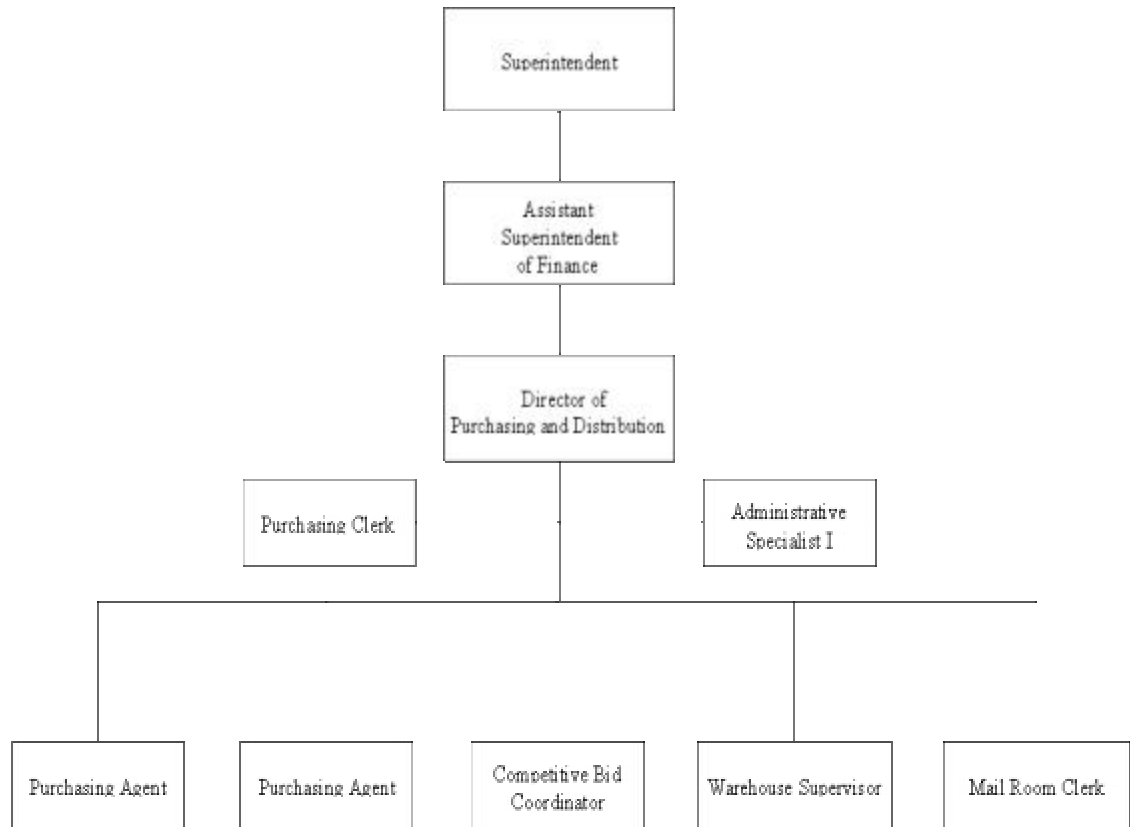 Superintendent
Assistant
Superintendent
of Finance
Director of
Purchasing and Distribution
Purchasing Clerk
Administrative
Specialist I
Purchasing Agent
Purchasing Agent
Competitive Bid
Coordinator
Warehouse Supervisor
Mail Room Clerk